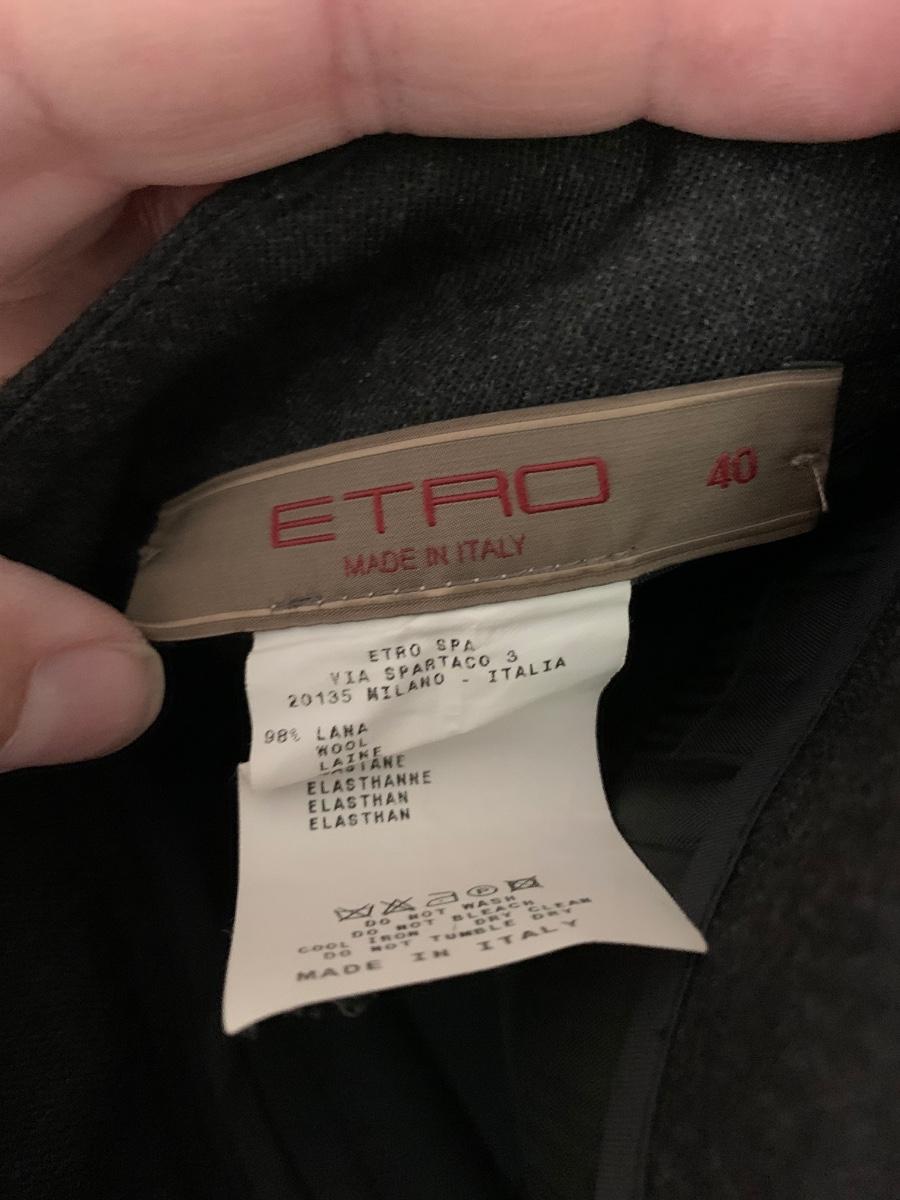 ETRO 40
MADE IN ITALY
ETRO SPA
VIA SPARTACO 3
20135 MILANO - ITALIA
98% LANA
WOOL
LAINE
ELASTHANNE
ELASTHAN
ELASTHAN
DO NOT WASH
DO NOT BLEACH
COOL IRON / DRY CLEAN
DO NOT TUMBLE DRY
MADE IN ITALY